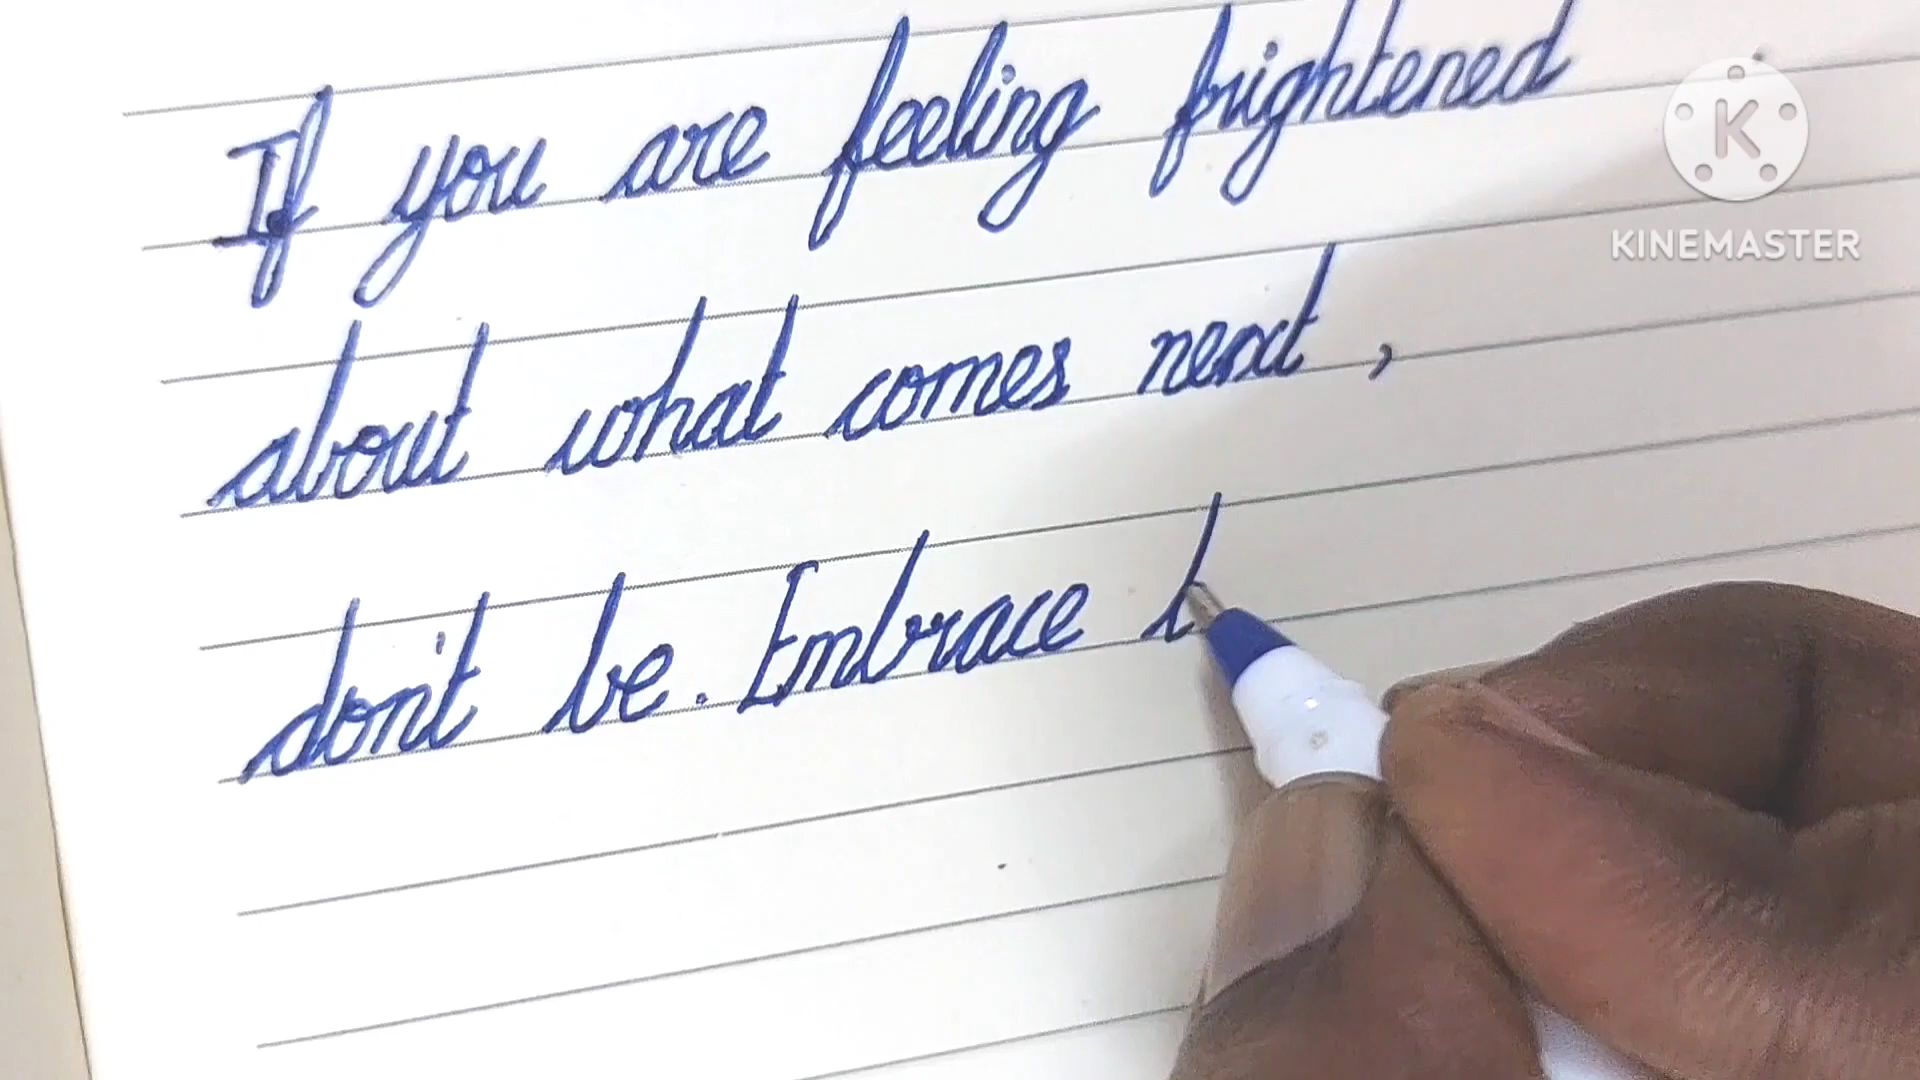 If you are feeling frightened
about what comes next,
don't be. Embrace
K
KINEMASTER